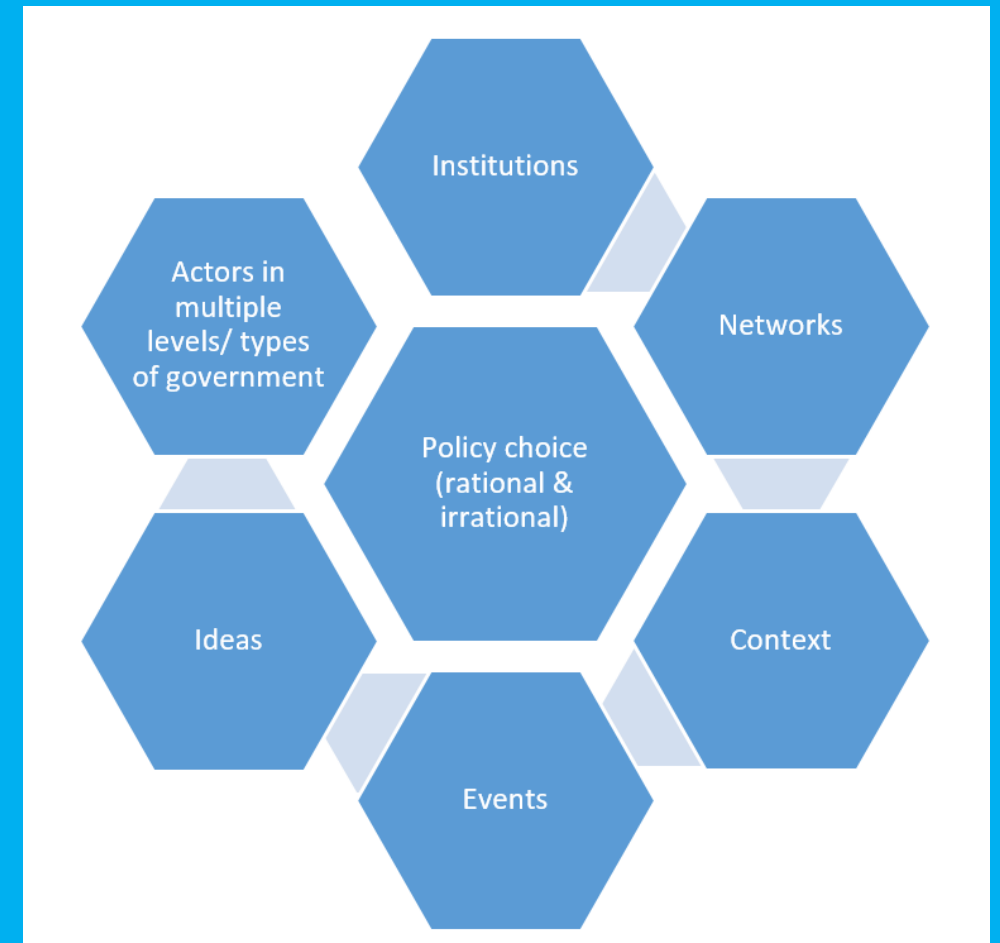 Institutions
Actors in
multiple
levels/ types
of government
Networks
Policy choice
(rational &
irrational)
Ideas
Context
Events